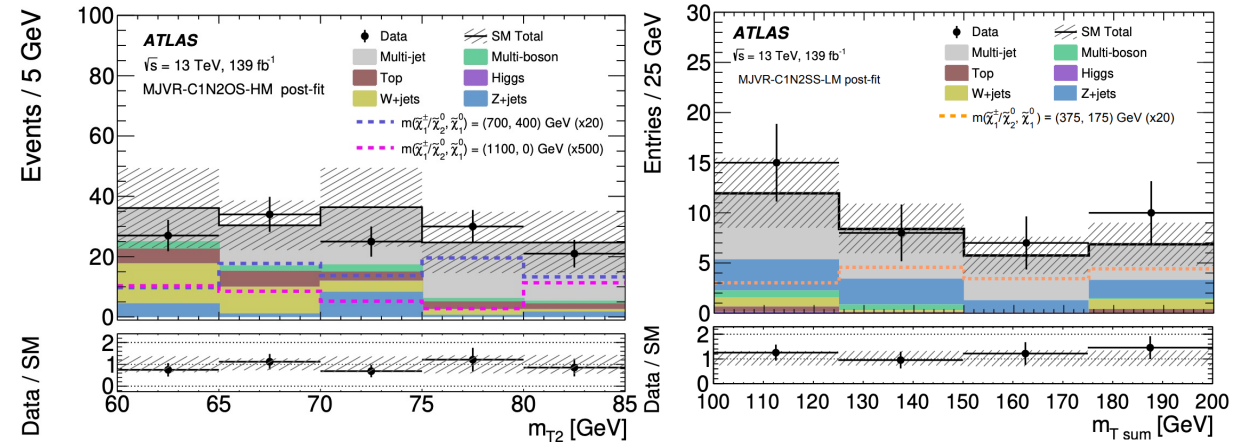 Events / 5 GeV
100
80
60
40
20
0
ATLAS
√s = 13 TeV, 139 fb⁻¹
MJVR-C1N2OS-HM post-fit
Data
SM Total
Multi-jet
Multi-boson
Top
Higgs
W+jets
Z+jets
m(χ̃₁±/χ̃₂⁰, χ̃₁⁰) = (700, 400) GeV (x20)
m(χ̃₁±/χ̃₂⁰, χ̃₁⁰) = (1100, 0) GeV (x500)
Data / SM
2
1
0
60 65 70 75 80 85
m_T2 [GeV]
Entries / 25 GeV
30
25
20
15
10
5
0
ATLAS
√s = 13 TeV, 139 fb⁻¹
MJVR-C1N2SS-LM post-fit
Data
SM Total
Multi-jet
Multi-boson
Top
Higgs
W+jets
Z+jets
m(χ̃₁±/χ̃₂⁰, χ̃₁⁰) = (375, 175) GeV (x20)
Data / SM
2
1
0
100 110 120 130 140 150 160 170 180 190 200
m_T sum [GeV]